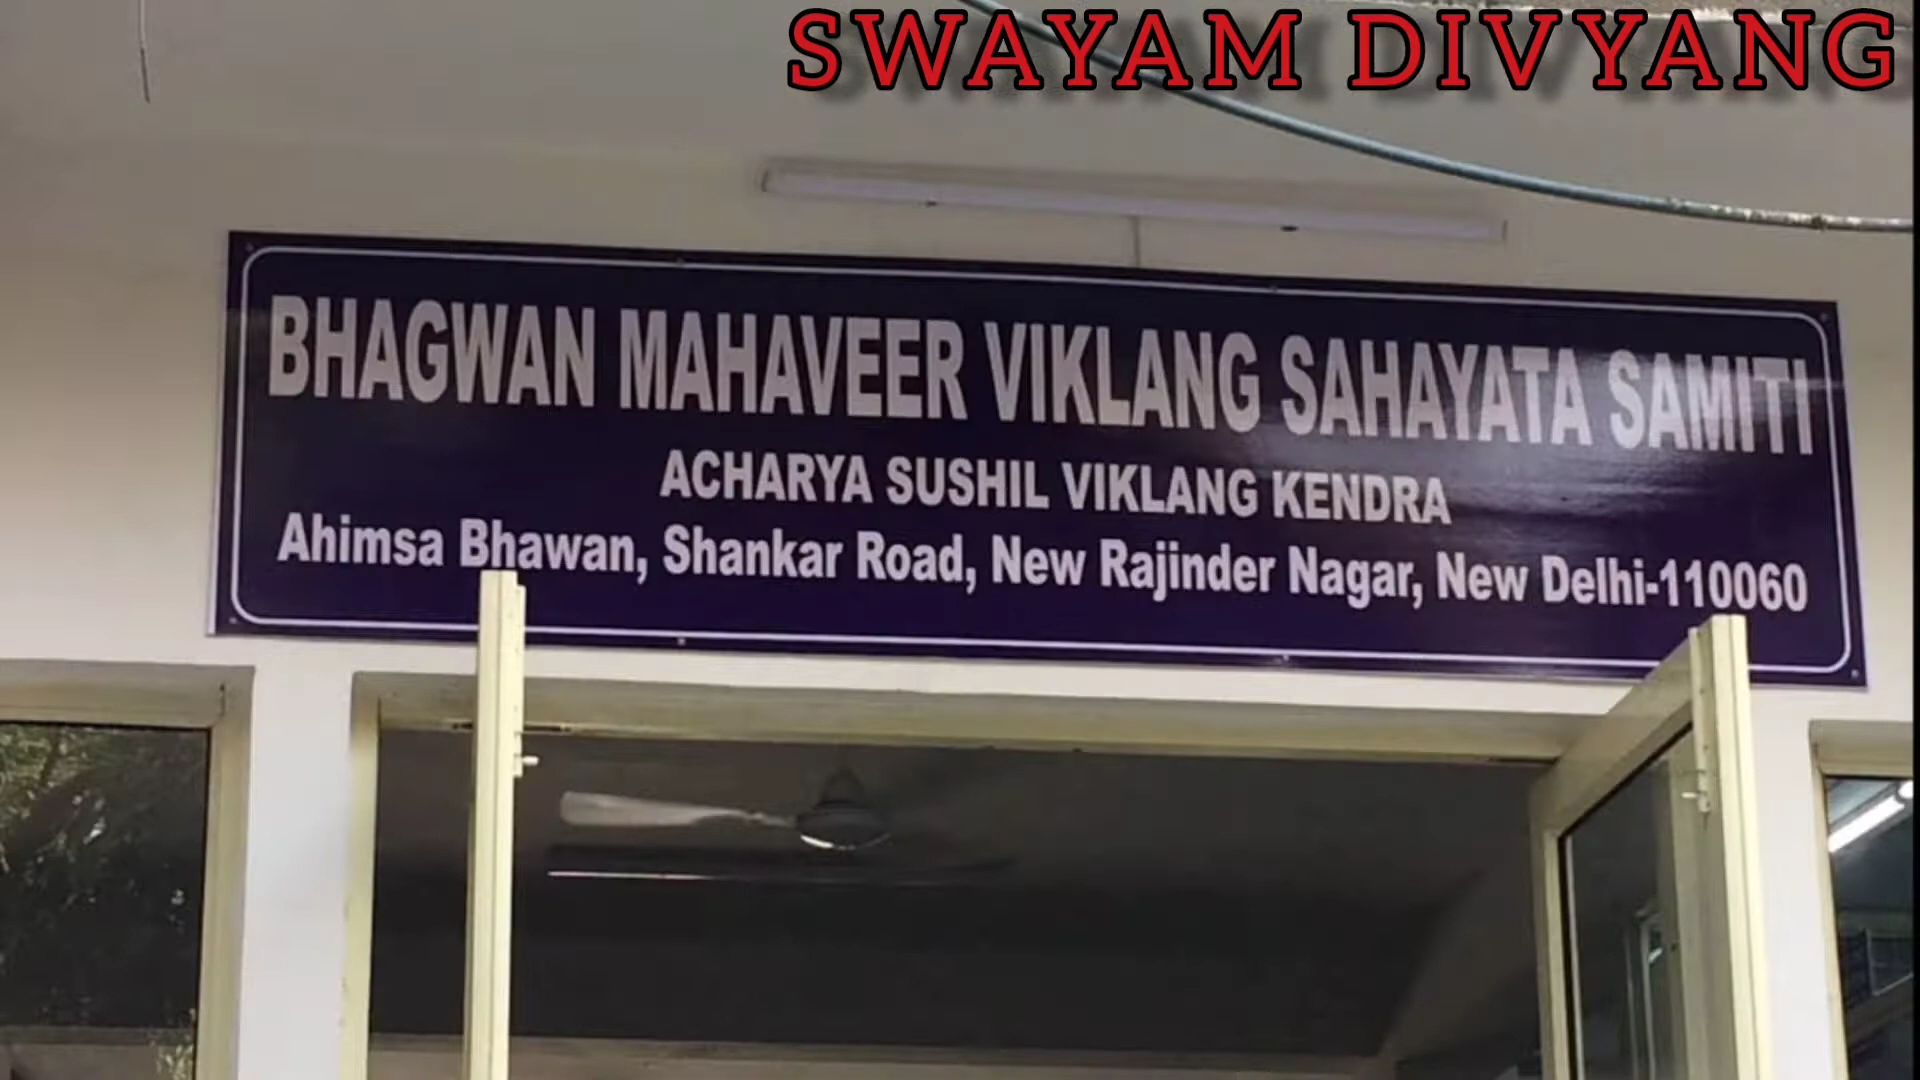 SWAYAM DIVYANG
BHAGWAN MAHAVEER VIKLANG SAHAYATA SAMITI
ACHARYA SUSHIL VIKLANG KENDRA
Ahimsa Bhawan, Shankar Road, New Rajinder Nagar, New Delhi-110060